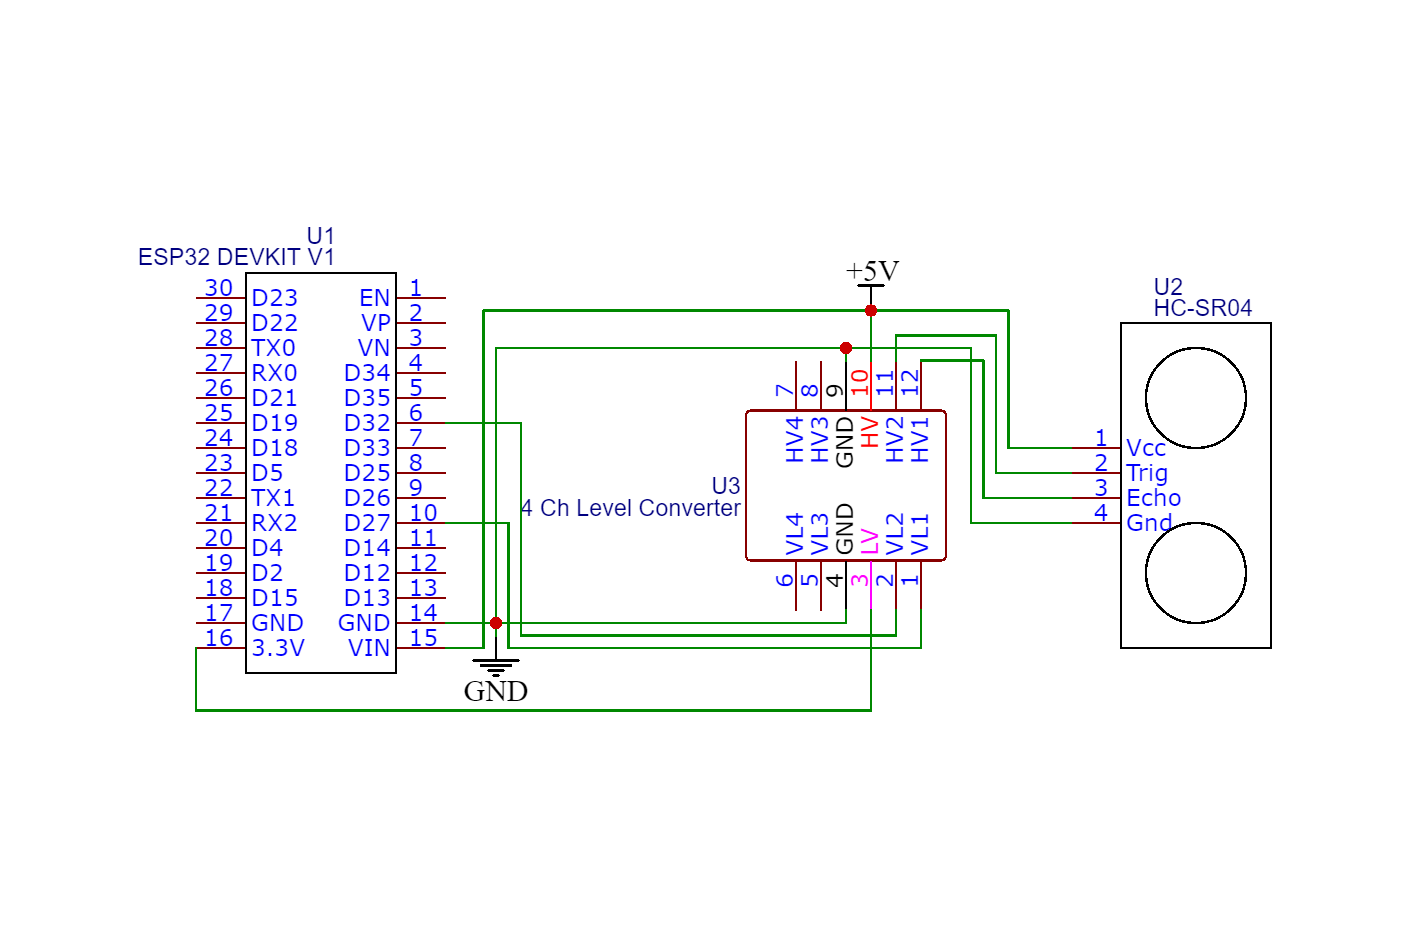 U1
ESP32 DEVKIT V1
30 D23 EN 1
29 D22 VP 2
28 TX0 VN 3
27 RX0 D34 4
26 D21 D35 5
25 D19 D32 6
24 D18 D33 7
23 D5 D25 8
22 TX1 D26 9
21 RX2 D27 10
20 D4 D14 11
19 D2 D12 12
18 D15 D13 13
17 GND GND 14
16 3.3V VIN 15
GND
+5V
7 8 9 10 11 12
HV4 HV3 GND HV HV2 HV1
U3
4 Ch Level Converter
VL4 VL3 GND LV VL2 VL1
6 5 4 3 2 1
U2
HC-SR04
1 Vcc
2 Trig
3 Echo
4 Gnd